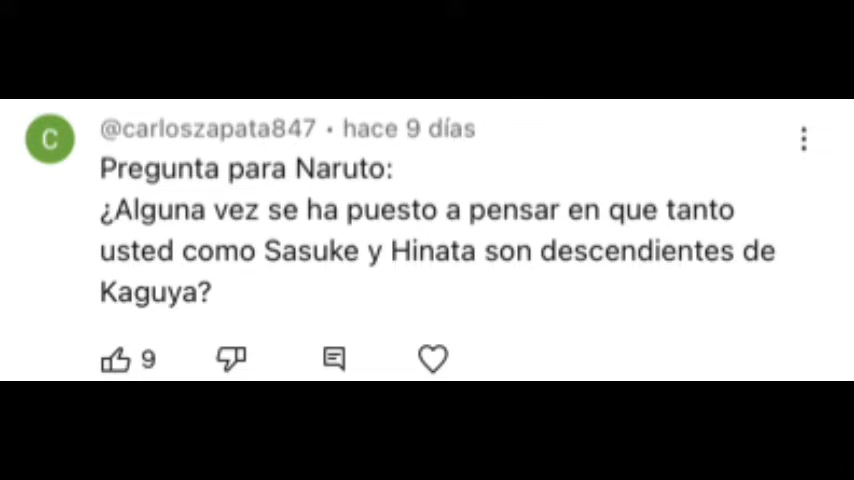 C
@carloszapata847 · hace 9 días
Pregunta para Naruto:
¿Alguna vez se ha puesto a pensar en que tanto
usted como Sasuke y Hinata son descendientes de
Kaguya?
9